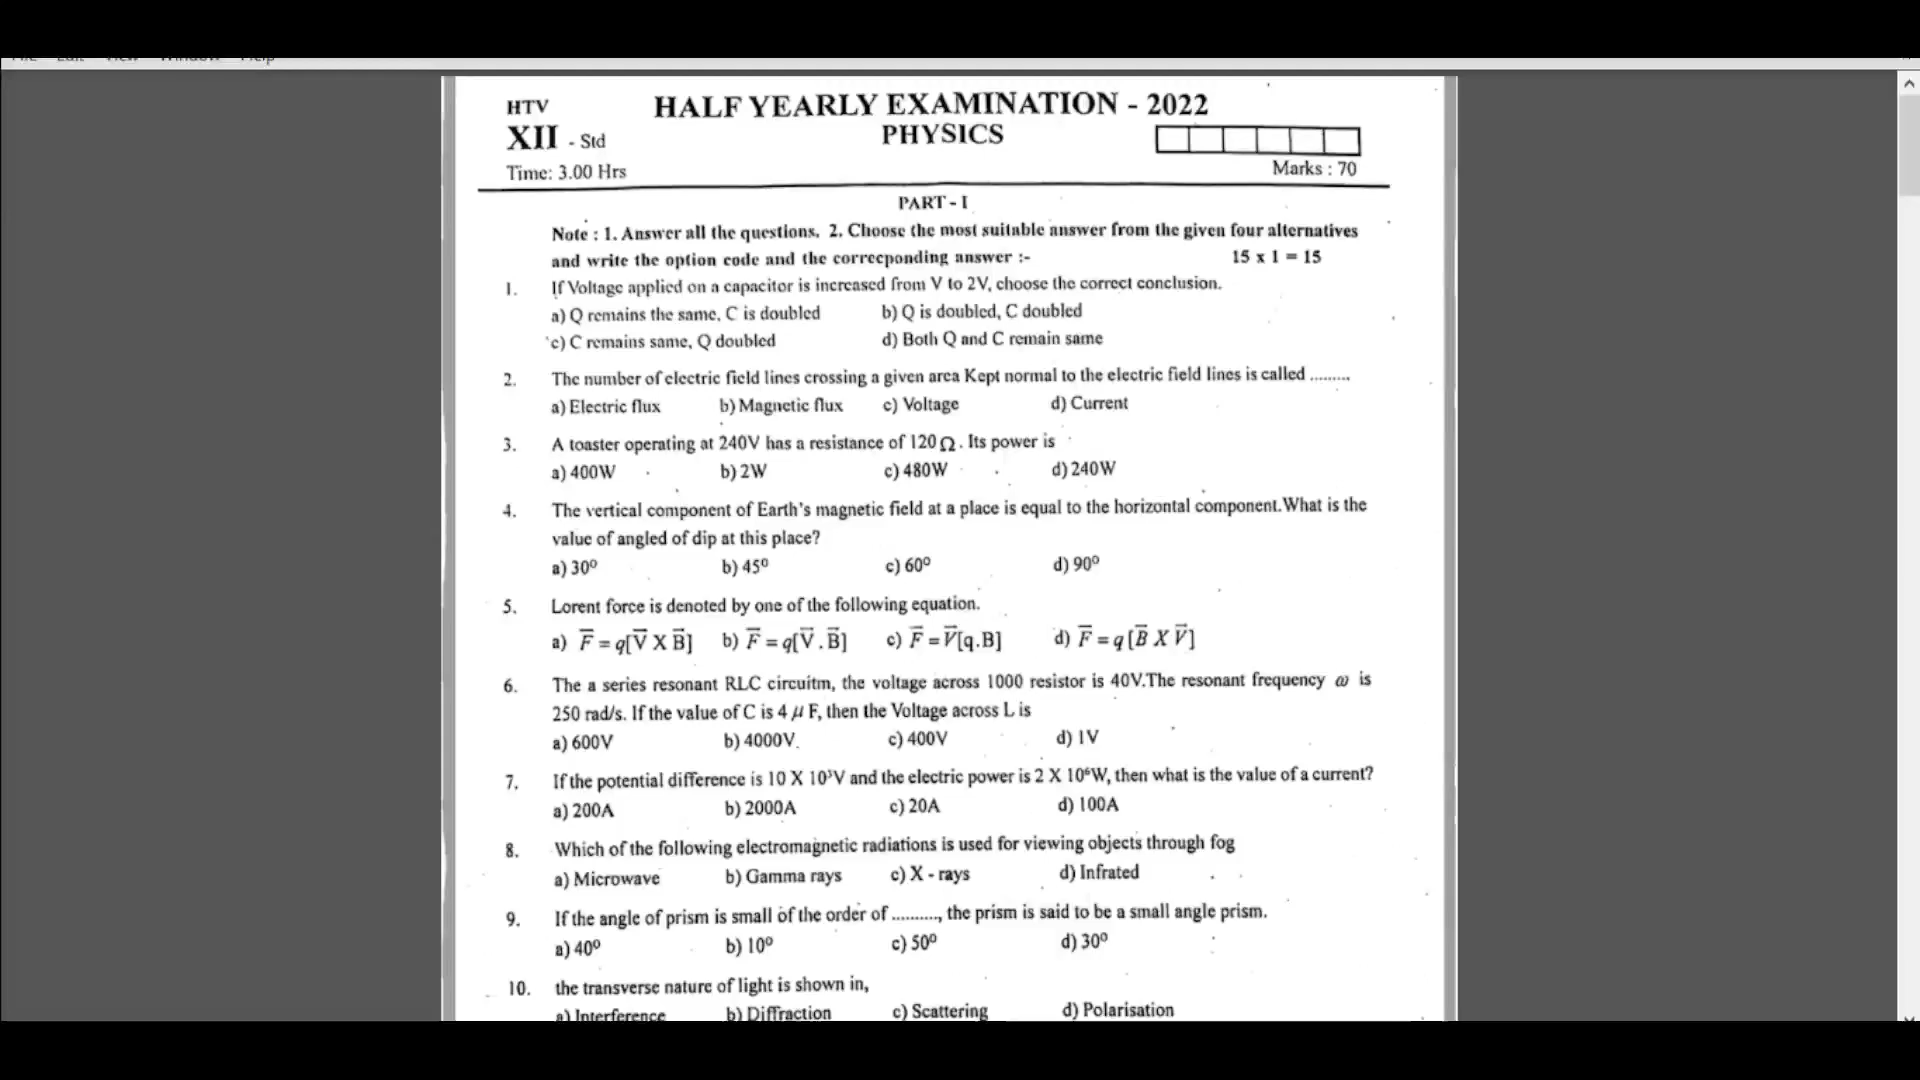 HTV
HALF YEARLY EXAMINATION - 2022
XII - Std
PHYSICS
Time: 3.00 Hrs
Marks : 70
PART - I
Note : 1. Answer all the questions. 2. Choose the most suitable answer from the given four alternatives
and write the option code and the correcponding answer :- 15 x 1 = 15
1. If Voltage applied on a capacitor is increased from V to 2V, choose the correct conclusion.
a) Q remains the same, C is doubled b) Q is doubled, C doubled
c) C remains same, Q doubled d) Both Q and C remain same
2. The number of electric field lines crossing a given area Kept normal to the electric field lines is called .........
a) Electric flux b) Magnetic flux c) Voltage d) Current
3. A toaster operating at 240V has a resistance of 120 Ω. Its power is
a) 400W b) 2W c) 480W d) 240W
4. The vertical component of Earth's magnetic field at a place is equal to the horizontal component.What is the
value of angled of dip at this place?
a) 30⁰ b) 45⁰ c) 60⁰ d) 90⁰
5. Lorent force is denoted by one of the following equation.
a) F̅ = q[V⃗ X B⃗] b) F̅ = q[V⃗ . B⃗] c) F̅ = V⃗[q.B] d) F̅ = q [B̅ X V⃗]
6. The a series resonant RLC circuitm, the voltage across 1000 resistor is 40V.The resonant frequency ω is
250 rad/s. If the value of C is 4 μ F, then the Voltage across L is
a) 600V b) 4000V. c) 400V d) 1V
7. If the potential difference is 10 X 10³V and the electric power is 2 X 10⁶W, then what is the value of a current?
a) 200A b) 2000A c) 20A d) 100A
8. Which of the following electromagnetic radiations is used for viewing objects through fog
a) Microwave b) Gamma rays c) X - rays d) Infrated
9. If the angle of prism is small of the order of .........., the prism is said to be a small angle prism.
a) 40⁰ b) 10⁰ c) 50⁰ d) 30⁰
10. the transverse nature of light is shown in,
a) Interference b) Diffraction c) Scattering d) Polarisation